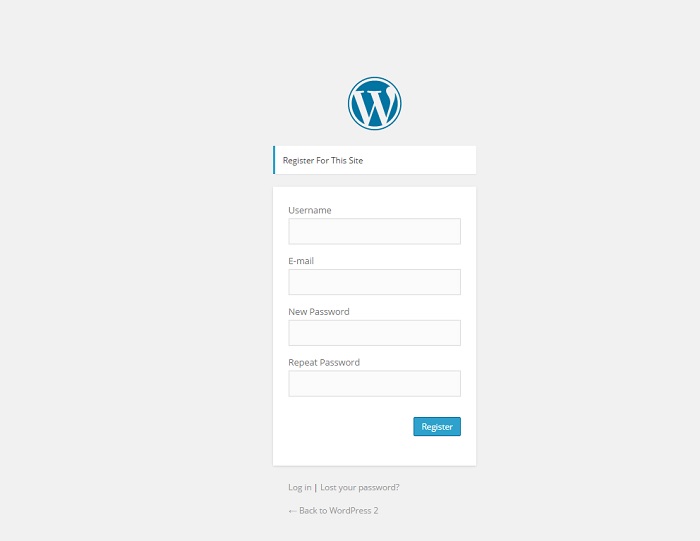 Register For This Site
Username
E-mail
New Password
Repeat Password
Register
Log in | Lost your password?
← Back to WordPress 2